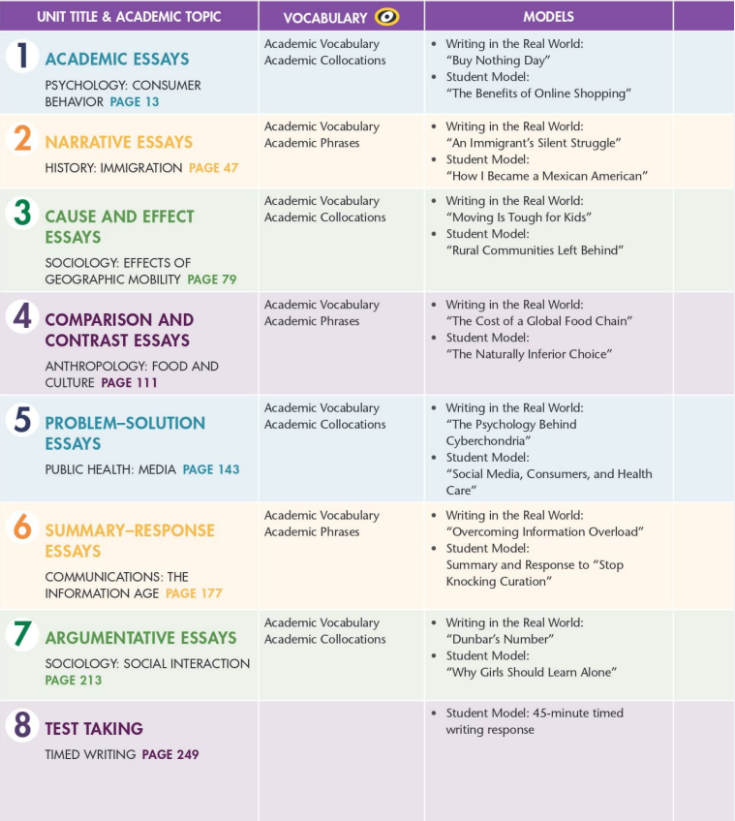 UNIT TITLE & ACADEMIC TOPIC
VOCABULARY
MODELS
1 ACADEMIC ESSAYS
PSYCHOLOGY: CONSUMER
BEHAVIOR PAGE 13
Academic Vocabulary
Academic Collocations
• Writing in the Real World:
“Buy Nothing Day”
• Student Model:
“The Benefits of Online Shopping”
2 NARRATIVE ESSAYS
HISTORY: IMMIGRATION PAGE 47
Academic Vocabulary
Academic Phrases
• Writing in the Real World:
“An Immigrant’s Silent Struggle”
• Student Model:
“How I Became a Mexican American”
3 CAUSE AND EFFECT
ESSAYS
SOCIOLOGY: EFFECTS OF
GEOGRAPHIC MOBILITY PAGE 79
Academic Vocabulary
Academic Collocations
• Writing in the Real World:
“Moving Is Tough for Kids”
• Student Model:
“Rural Communities Left Behind”
4 COMPARISON AND
CONTRAST ESSAYS
ANTHROPOLOGY: FOOD AND
CULTURE PAGE 111
Academic Vocabulary
Academic Phrases
• Writing in the Real World:
“The Cost of a Global Food Chain”
• Student Model:
“The Naturally Inferior Choice”
5 PROBLEM–SOLUTION
ESSAYS
PUBLIC HEALTH: MEDIA PAGE 143
Academic Vocabulary
Academic Collocations
• Writing in the Real World:
“The Psychology Behind
Cyberchondria”
• Student Model:
“Social Media, Consumers, and Health
Care”
6 SUMMARY–RESPONSE
ESSAYS
COMMUNICATIONS: THE
INFORMATION AGE PAGE 177
Academic Vocabulary
Academic Phrases
• Writing in the Real World:
“Overcoming Information Overload”
• Student Model:
Summary and Response to “Stop
Knocking Curation”
7 ARGUMENTATIVE ESSAYS
SOCIOLOGY: SOCIAL INTERACTION
PAGE 213
Academic Vocabulary
Academic Collocations
• Writing in the Real World:
“Dunbar’s Number”
• Student Model:
“Why Girls Should Learn Alone”
8 TEST TAKING
TIMED WRITING PAGE 249
• Student Model: 45-minute timed
writing response